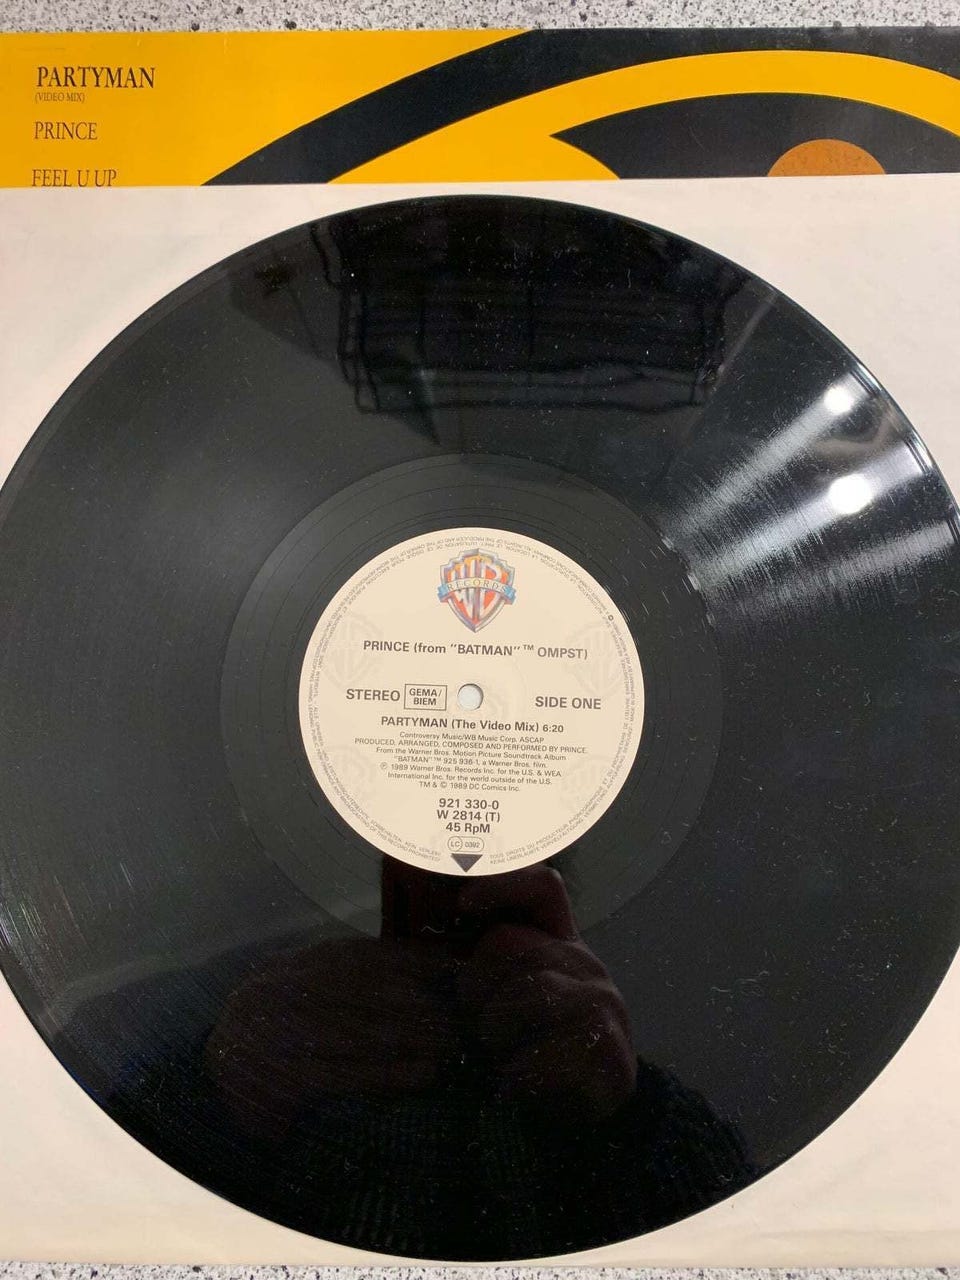 PARTYMAN
(VIDEO MIX)
PRINCE
FEEL U UP
WB
RECORDS
PRINCE (from "BATMAN"™ OMPST)
STEREO GEMA/ BIEM SIDE ONE
PARTYMAN (The Video Mix) 6:20
Controversy Music/WB Music Corp. ASCAP
PRODUCED, ARRANGED, COMPOSED AND PERFORMED BY PRINCE.
From the Warner Bros. Motion Picture Soundtrack Album
"BATMAN"™ 925 936-1, a Warner Bros. film.
℗ 1989 Warner Bros. Records Inc. for the U.S. & WEA
International Inc. for the world outside of the U.S.
TM & © 1989 DC Comics Inc.
921 330-0
W 2814 (T)
45 RpM
LC 0392